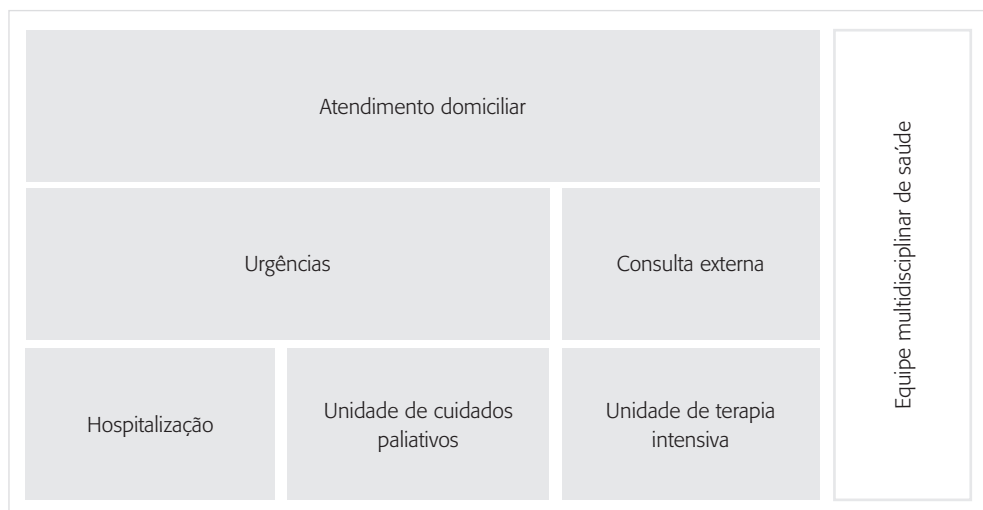 Atendimento domiciliar
Urgências
Consulta externa
Hospitalização
Unidade de cuidados
paliativos
Unidade de terapia
intensiva
Equipe multidisciplinar de saúde